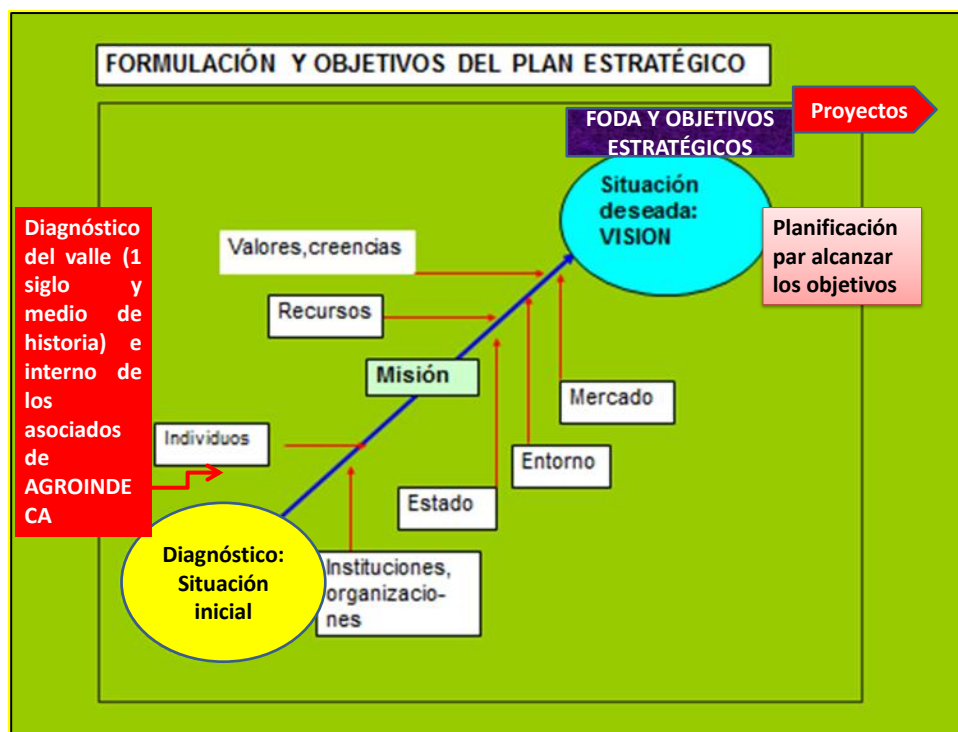 FORMULACIÓN Y OBJETIVOS DEL PLAN ESTRATÉGICO
Proyectos
FODA Y OBJETIVOS
ESTRATÉGICOS
Situación
deseada:
VISION
Planificación
par alcanzar
los objetivos
Diagnóstico
del valle (1
siglo y
medio de
historia) e
interno de
los
asociados
de
AGROINDE
CA
Valores,creencias
Recursos
Misión
Mercado
Individuos
Entorno
Estado
Diagnóstico:
Situación
inicial
Instituciones,
organizacio-
nes